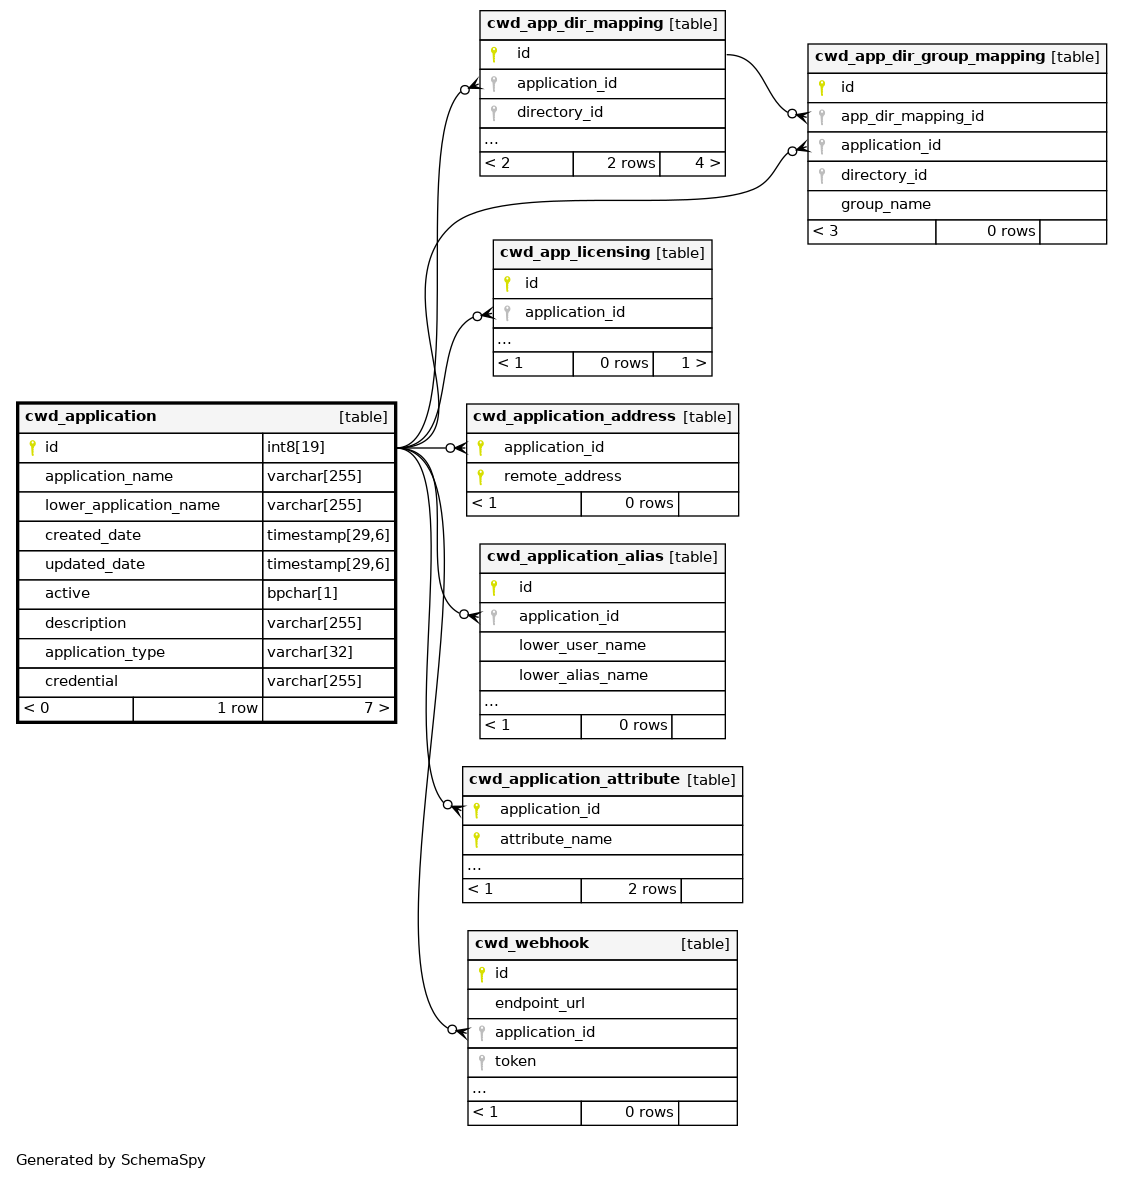 cwd_app_dir_mapping [table]
id
application_id
directory_id
...
< 2 2 rows 4 >
cwd_app_dir_group_mapping [table]
id
app_dir_mapping_id
application_id
directory_id
group_name
< 3 0 rows
cwd_app_licensing [table]
id
application_id
...
< 1 0 rows 1 >
cwd_application [table]
id int8[19]
application_name varchar[255]
lower_application_name varchar[255]
created_date timestamp[29,6]
updated_date timestamp[29,6]
active bpchar[1]
description varchar[255]
application_type varchar[32]
credential varchar[255]
< 0 1 row 7 >
cwd_application_address [table]
application_id
remote_address
< 1 0 rows
cwd_application_alias [table]
id
application_id
lower_user_name
lower_alias_name
...
< 1 0 rows
cwd_application_attribute [table]
application_id
attribute_name
...
< 1 2 rows
cwd_webhook [table]
id
endpoint_url
application_id
token
...
< 1 0 rows
Generated by SchemaSpy